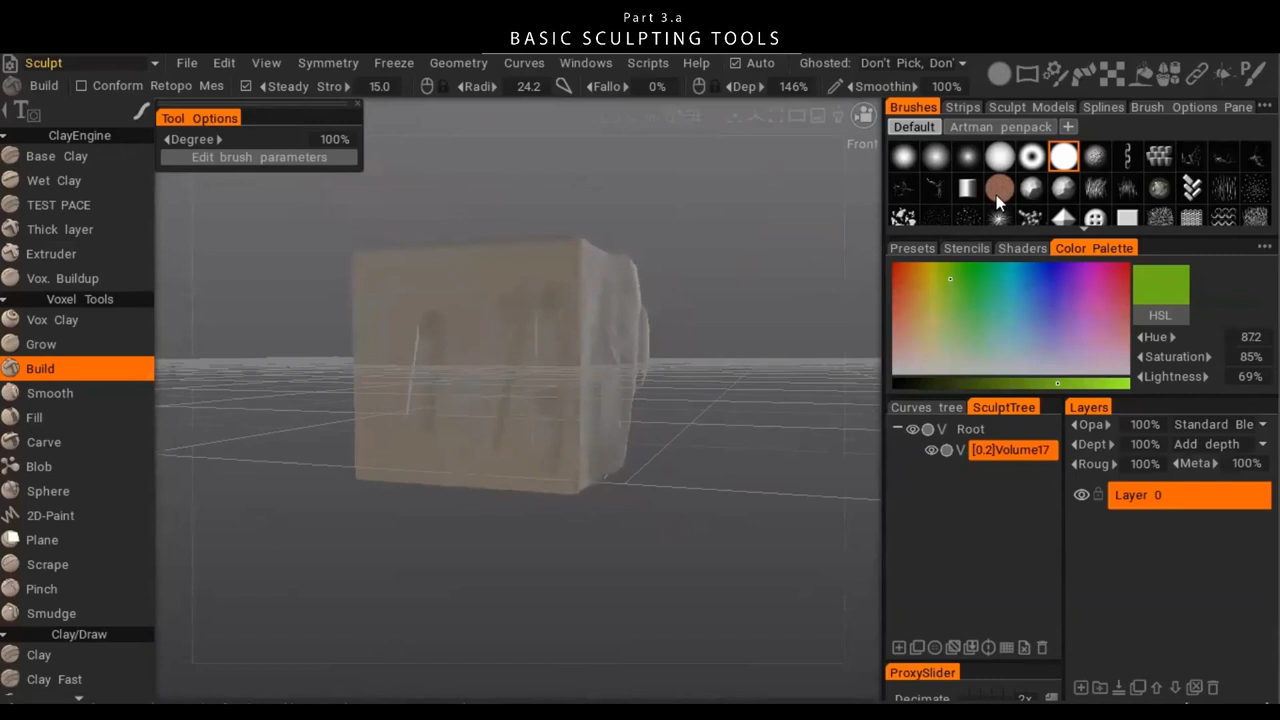 Part 3.a
BASIC SCULPTING TOOLS
Sculpt File Edit View Symmetry Freeze Geometry Curves Windows Scripts Help Auto Ghosted: Don't Pick, Don'
Build Conform Retopo Mes Steady Stro 15.0 Radi 24.2 Fallo 0% Dep 146% Smoothin 100%
Tool Options
Degree 100%
Edit brush parameters
Front
ClayEngine
Base Clay
Wet Clay
TEST PACE
Thick layer
Extruder
Vox. Buildup
Voxel Tools
Vox Clay
Grow
Build
Smooth
Fill
Carve
Blob
Sphere
2D-Paint
Plane
Scrape
Pinch
Smudge
Clay/Draw
Clay
Clay Fast
Brushes Strips Sculpt Models Splines Brush Options Pane
Default Artman penpack
Presets Stencils Shaders Color Palette
HSL
Hue 87.2
Saturation 85%
Lightness 69%
Curves tree SculptTree
Root
V
[0.2]Volume17
V
ProxySlider
Decimate 2x
Layers
Opa 100% Standard Ble
Dept 100% Add depth
Roug 100% Meta 100%
Layer 0